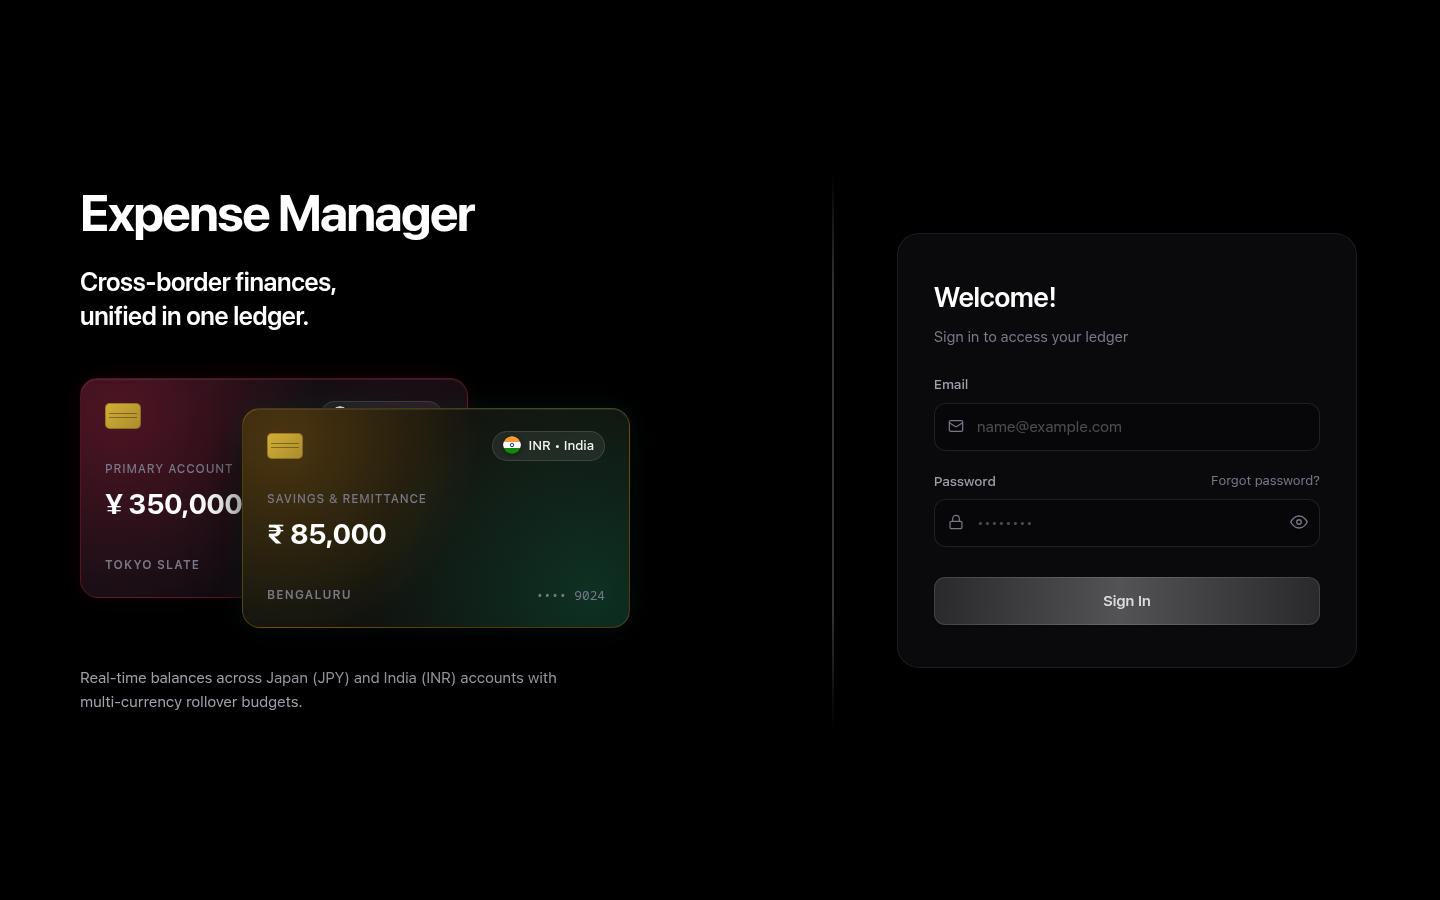 Expense Manager
Cross-border finances,
unified in one ledger.
PRIMARY ACCOUNT
¥ 350,000
TOKYO SLATE
INR • India
SAVINGS & REMITTANCE
₹ 85,000
BENGALURU
•••• 9024
Real-time balances across Japan (JPY) and India (INR) accounts with
multi-currency rollover budgets.
Welcome!
Sign in to access your ledger
Email
name@example.com
Password
Forgot password?
••••••••
Sign In